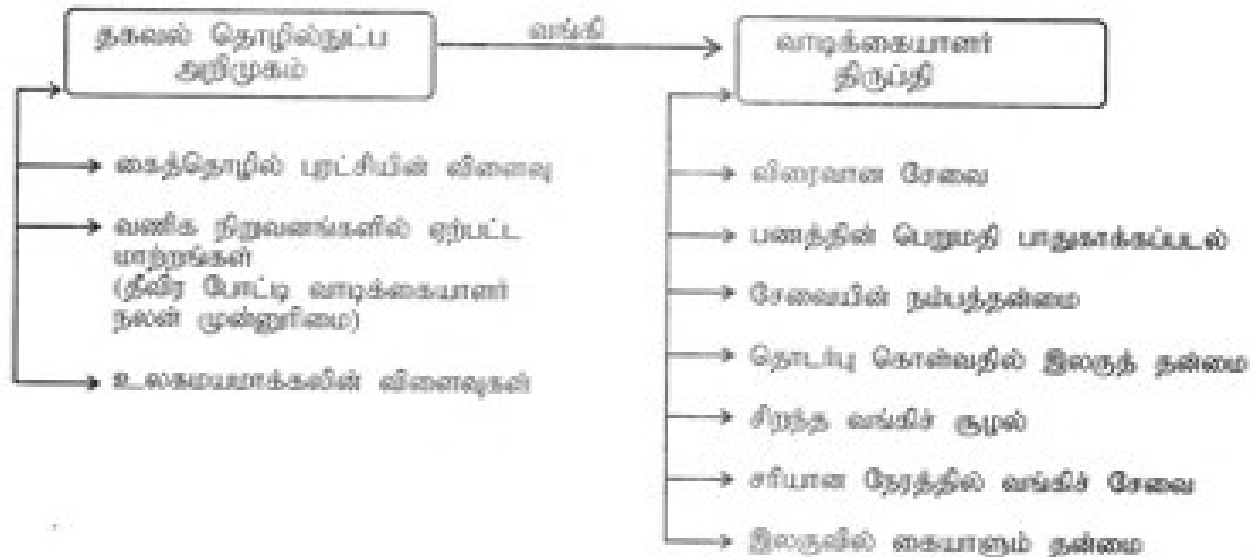 தகவல் தொழில்நுட்ப
அறிமுகம்
வங்கி
வாடிக்கையாளர்
திருப்தி
கைத்தொழில் புரட்சியின் விளைவு
வணிக நிறுவனங்களில் ஏற்பட்ட
மாற்றங்கள்
(தீவிர போட்டி வாடிக்கையாளர்
நலன் முன்னுரிமை)
உலகமயமாக்கலின் விளைவுகள்
விரைவான சேவை
பணத்தின் பெறுமதி பாதுகாக்கப்படல்
சேவையின் நம்பத்தன்மை
தொடர்பு கொள்வதில் இலகுத் தன்மை
சிறந்த வங்கிச் சூழல்
சரியான நேரத்தில் வங்கிச் சேவை
இலகுவில் கையாளும் தன்மை